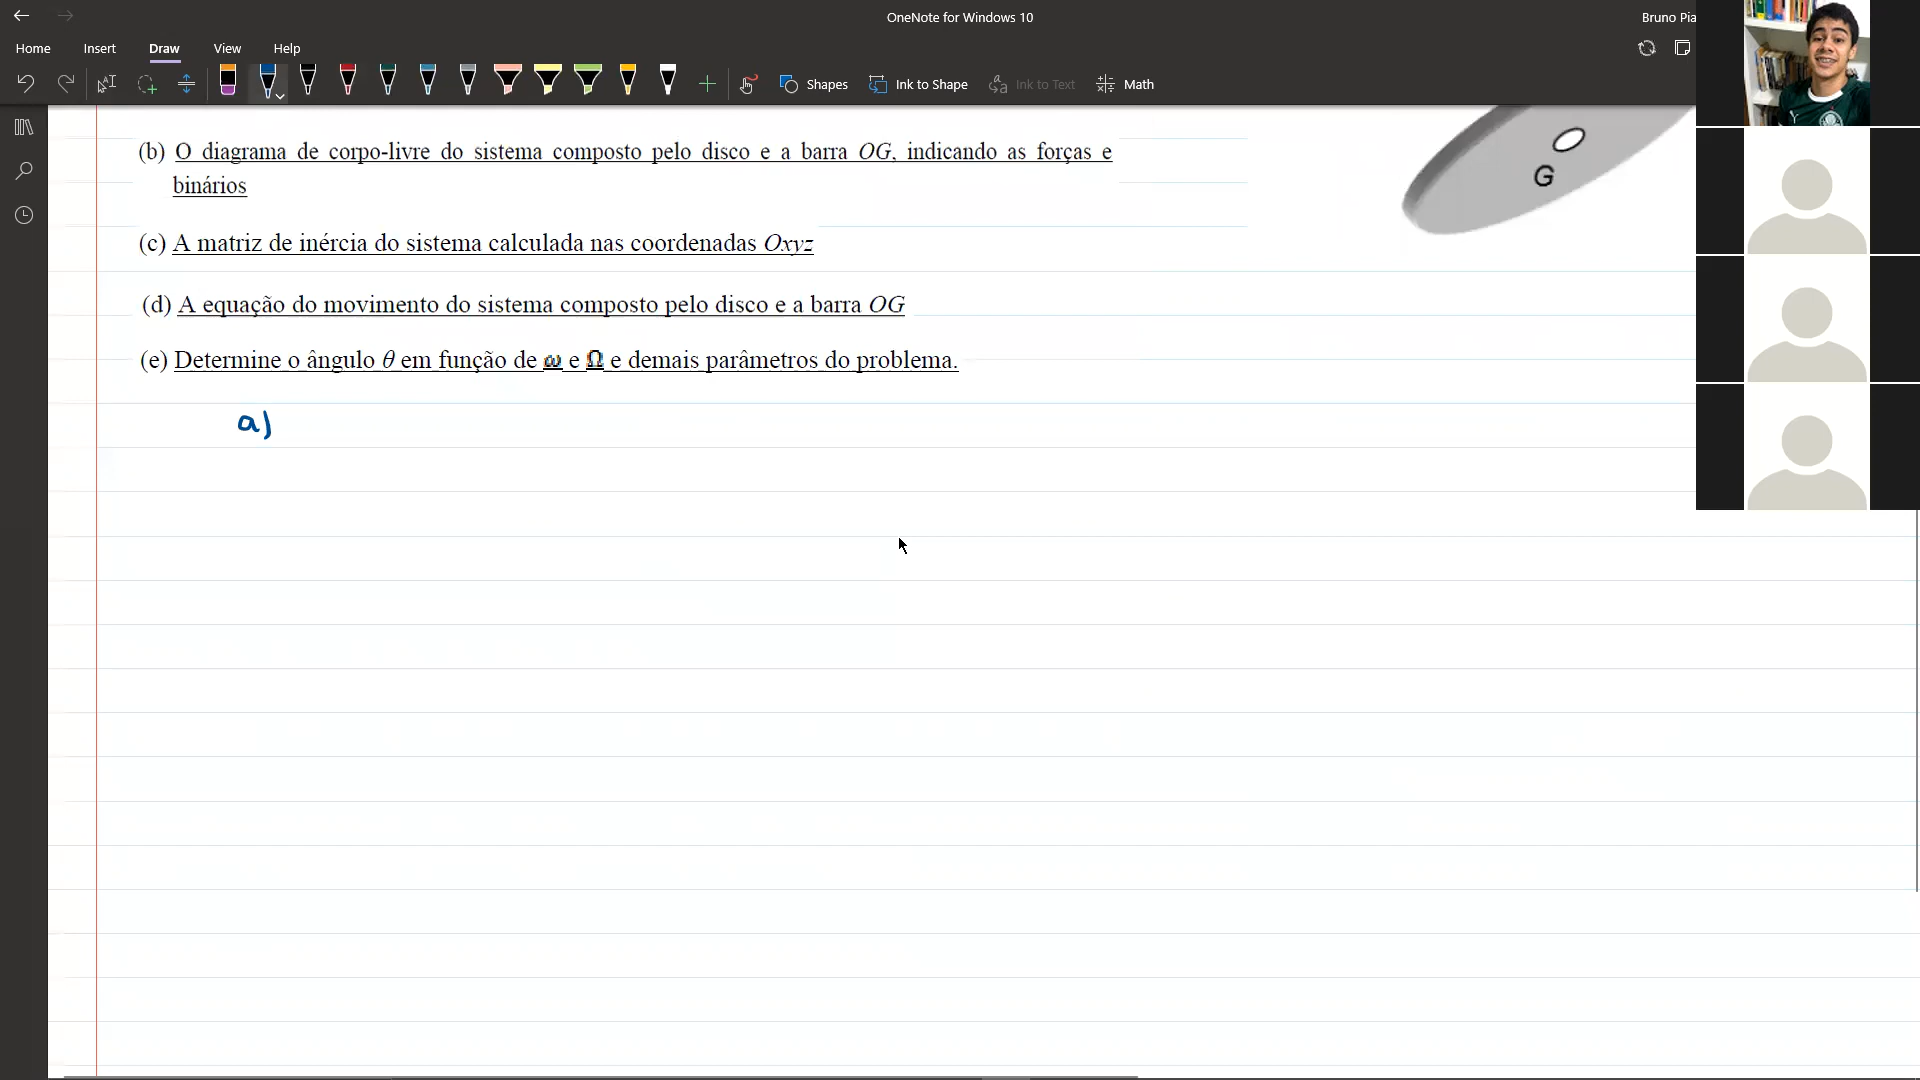 OneNote for Windows 10
Bruno Pia
Home Insert Draw View Help
Shapes Ink to Shape Ink to Text Math
(b) O diagrama de corpo-livre do sistema composto pelo disco e a barra OG, indicando as forças e
binários
G
(c) A matriz de inércia do sistema calculada nas coordenadas Oxyz
(d) A equação do movimento do sistema composto pelo disco e a barra OG
(e) Determine o ângulo θ em função de ω e Ω e demais parâmetros do problema.
a)